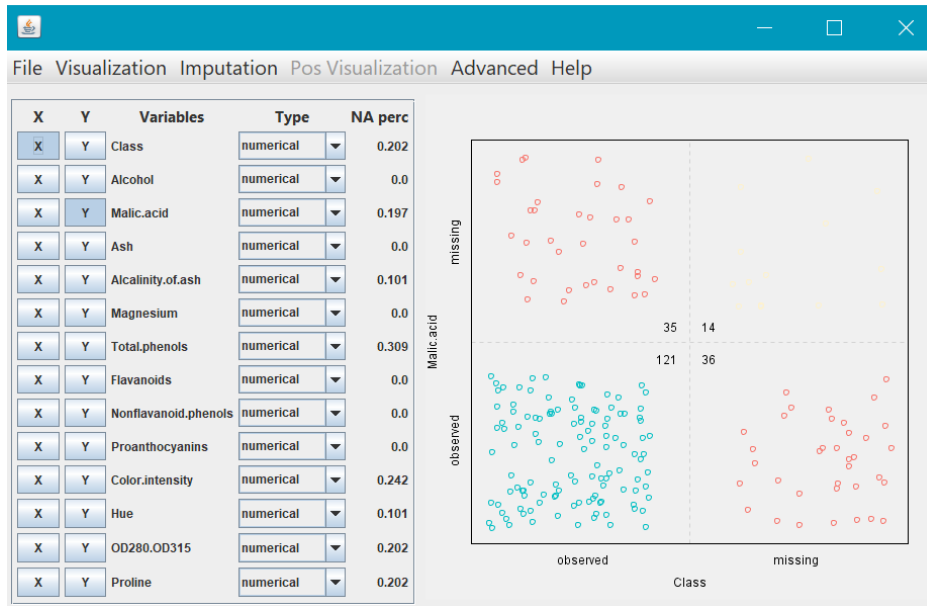 File Visualization Imputation Pos Visualization Advanced Help
X Y Variables Type NA perc
X Y Class numerical 0.202
X Y Alcohol numerical 0.0
X Y Malic.acid numerical 0.197
X Y Ash numerical 0.0
X Y Alcalinity.of.ash numerical 0.101
X Y Magnesium numerical 0.0
X Y Total.phenols numerical 0.309
X Y Flavanoids numerical 0.0
X Y Nonflavanoid.phenols numerical 0.0
X Y Proanthocyanins numerical 0.0
X Y Color.intensity numerical 0.242
X Y Hue numerical 0.101
X Y OD280.OD315 numerical 0.202
X Y Proline numerical 0.202
Malic.acid
missing
observed
35 14
121 36
observed missing
Class